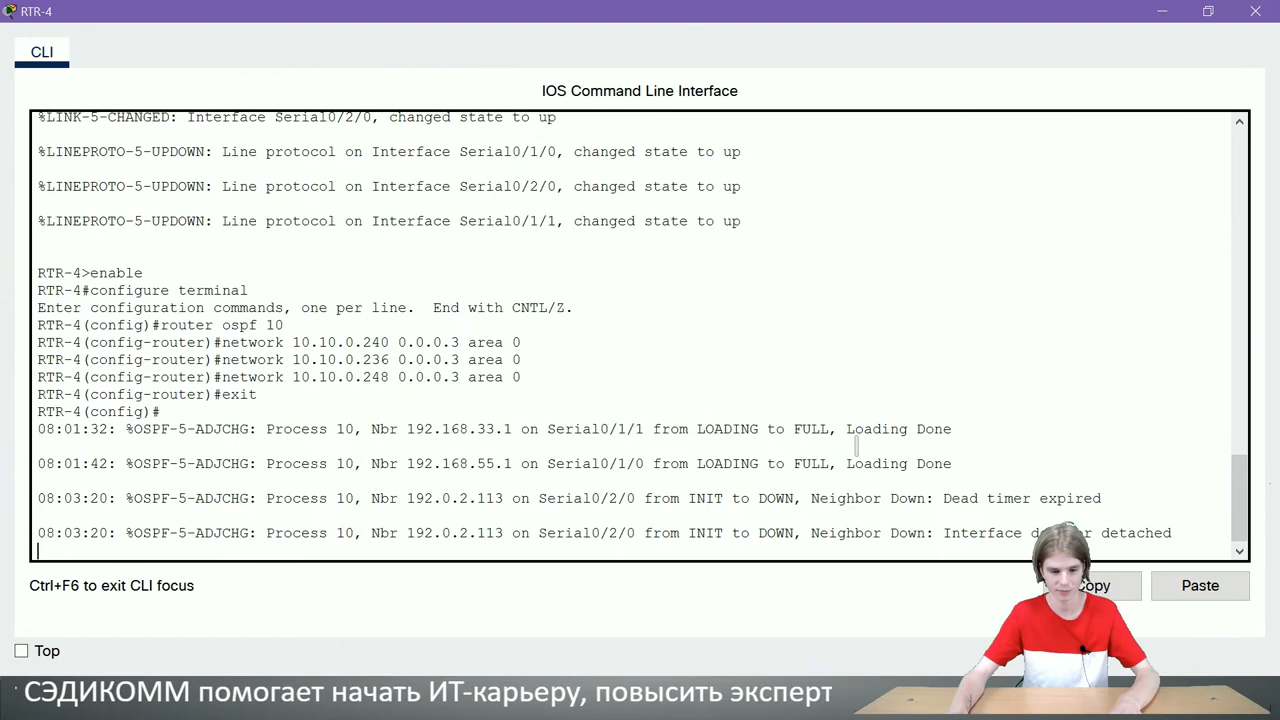 RTR-4
CLI
IOS Command Line Interface
%LINK-5-CHANGED: Interface Serial0/2/0, changed state to up
%LINEPROTO-5-UPDOWN: Line protocol on Interface Serial0/1/0, changed state to up
%LINEPROTO-5-UPDOWN: Line protocol on Interface Serial0/2/0, changed state to up
%LINEPROTO-5-UPDOWN: Line protocol on Interface Serial0/1/1, changed state to up
RTR-4>enable
RTR-4#configure terminal
Enter configuration commands, one per line.  End with CNTL/Z.
RTR-4(config)#router ospf 10
RTR-4(config-router)#network 10.10.0.240 0.0.0.3 area 0
RTR-4(config-router)#network 10.10.0.236 0.0.0.3 area 0
RTR-4(config-router)#network 10.10.0.248 0.0.0.3 area 0
RTR-4(config-router)#exit
RTR-4(config)#
08:01:32: %OSPF-5-ADJCHG: Process 10, Nbr 192.168.33.1 on Serial0/1/1 from LOADING to FULL, Loading Done
08:01:42: %OSPF-5-ADJCHG: Process 10, Nbr 192.168.55.1 on Serial0/1/0 from LOADING to FULL, Loading Done
08:03:20: %OSPF-5-ADJCHG: Process 10, Nbr 192.0.2.113 on Serial0/2/0 from INIT to DOWN, Neighbor Down: Dead timer expired
08:03:20: %OSPF-5-ADJCHG: Process 10, Nbr 192.0.2.113 on Serial0/2/0 from INIT to DOWN, Neighbor Down: Interface detached
Ctrl+F6 to exit CLI focus
Paste
Top
СЭДИКОММ помогает начать ИТ-карьеру, повысить эксперт